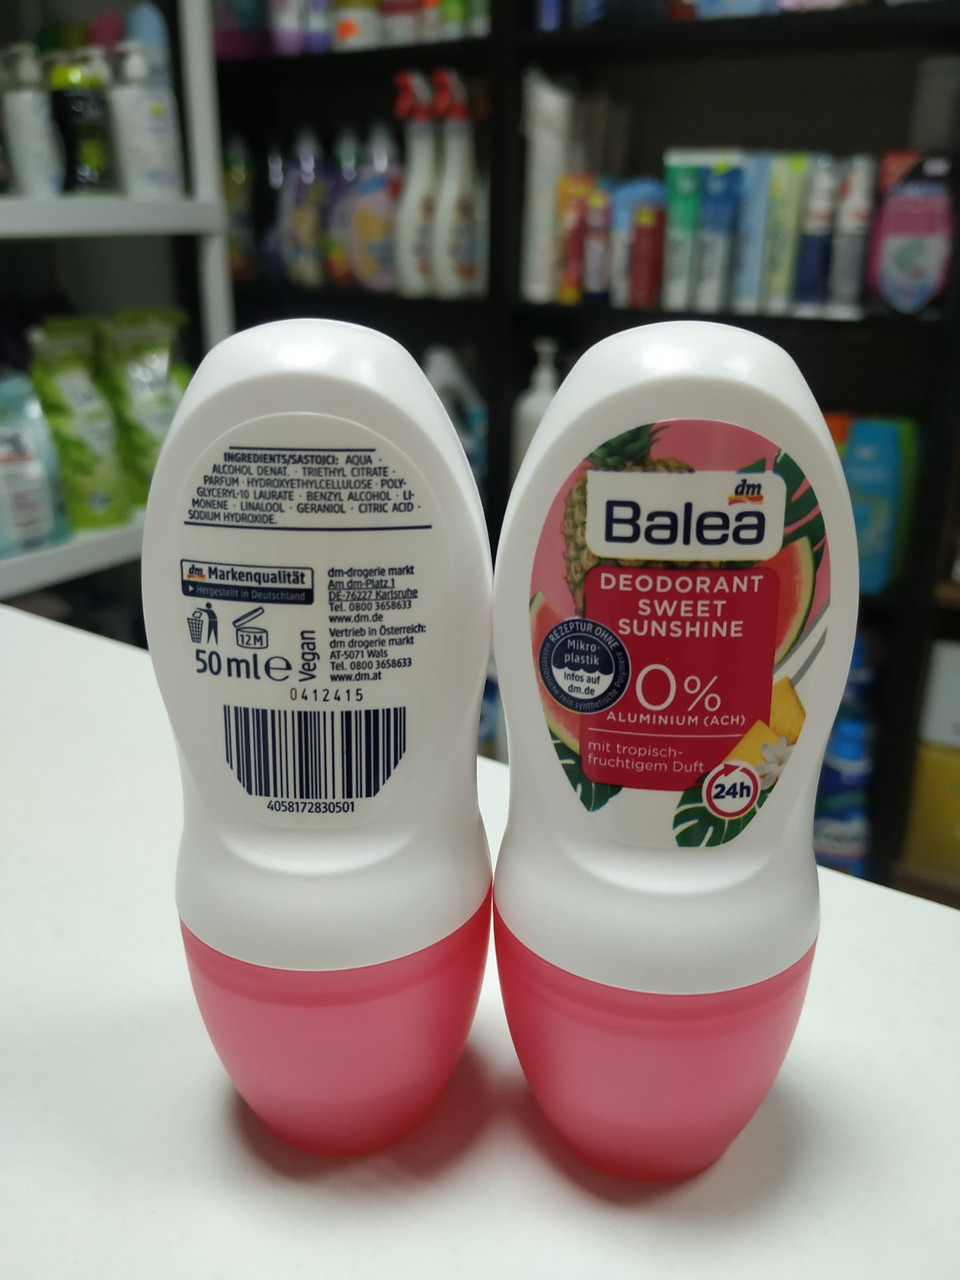 INGREDIENTS/SASTOJCI: AQUA ·
ALCOHOL DENAT. · TRIETHYL CITRATE ·
PARFUM · HYDROXYETHYLCELLULOSE · POLY-
GLYCERYL-10 LAURATE · BENZYL ALCOHOL · LI-
MONENE · LINALOOL · GERANIOL · CITRIC ACID ·
SODIUM HYDROXIDE.
dm Markenqualität
Hergestellt in Deutschland
12 M
50 ml e
Vegan
dm-drogerie markt
Am dm-Platz 1
DE-76227 Karlsruhe
Tel. 0800 3658633
www.dm.de
Vertrieb in Österreich:
dm drogerie markt
AT-5071 Wals
Tel. 0800 3658633
www.dm.at
0412415
4058172830501
dm
Balea
DEODORANT
SWEET
SUNSHINE
REZEPTUR OHNE
Mikro-
plastik
Infos auf
dm.de
0%
ALUMINIUM (ACH)
mit tropisch-
fruchtigem Duft
24h